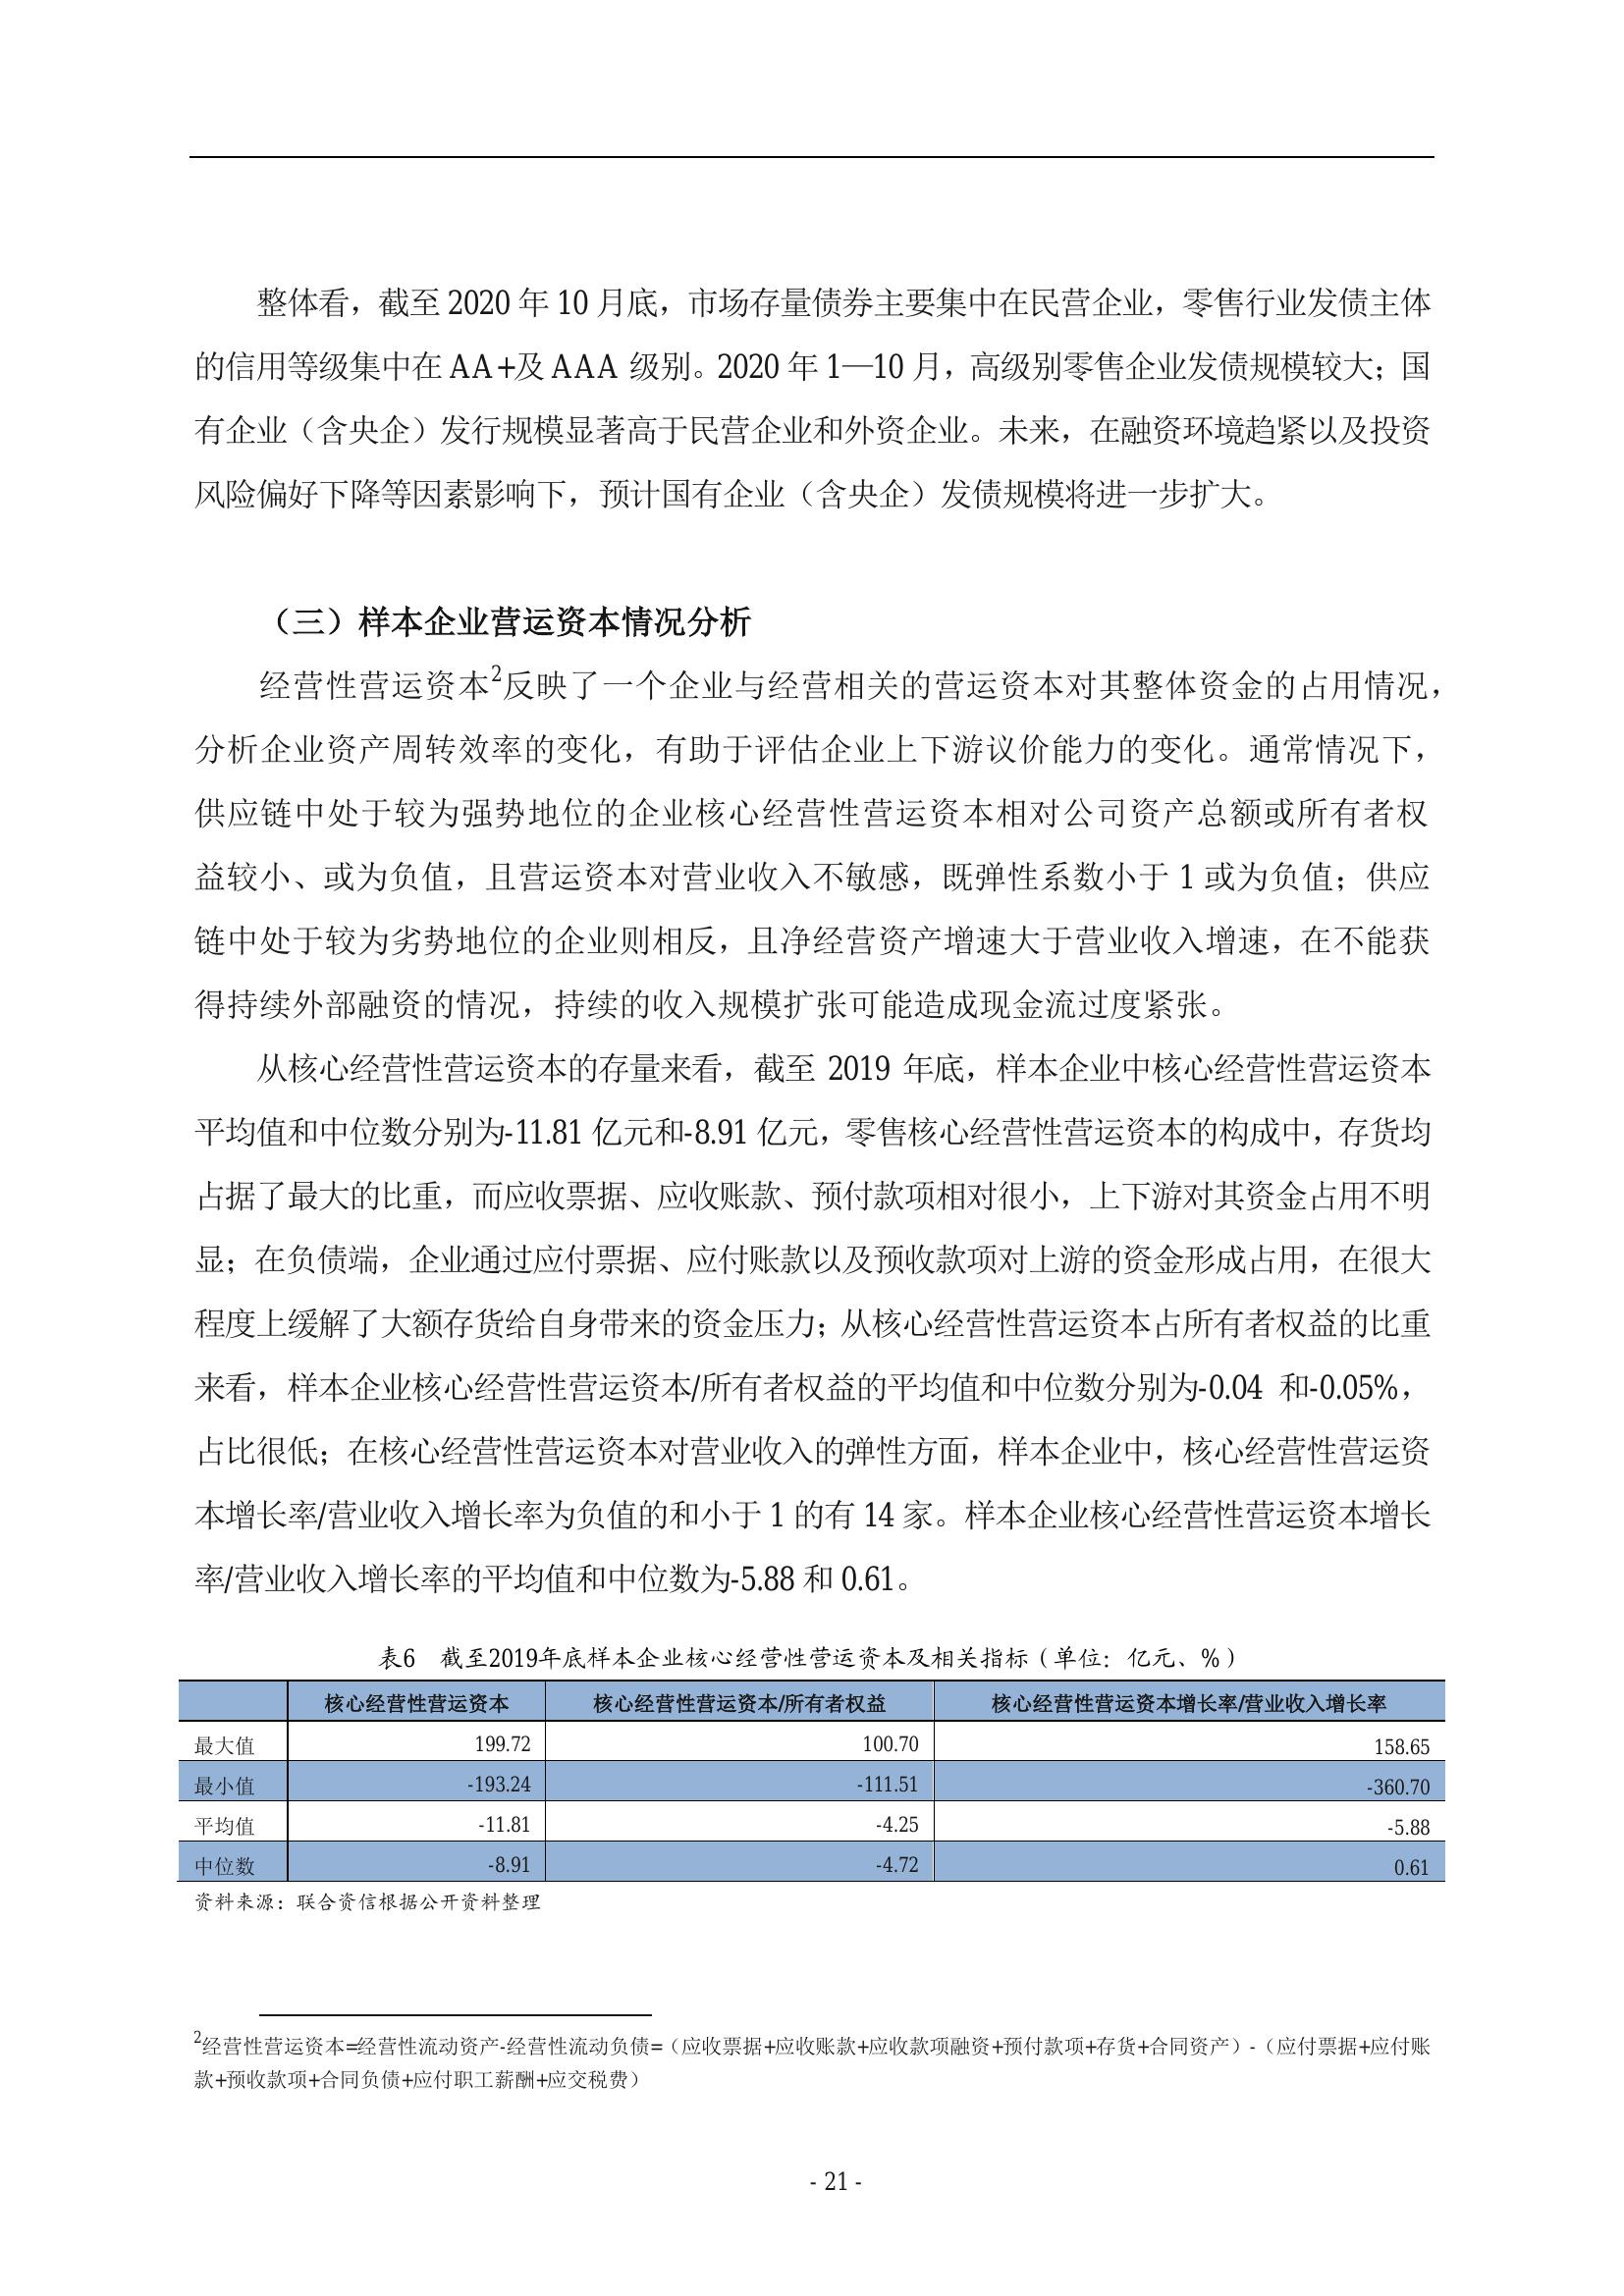 整体看，截至 2020 年 10 月底，市场存量债券主要集中在民营企业，零售行业发债主体
的信用等级集中在 AA+及 AAA 级别。2020 年 1—10 月，高级别零售企业发债规模较大；国
有企业（含央企）发行规模显著高于民营企业和外资企业。未来，在融资环境趋紧以及投资
风险偏好下降等因素影响下，预计国有企业（含央企）发债规模将进一步扩大。
（三）样本企业营运资本情况分析
经营性营运资本2反映了一个企业与经营相关的营运资本对其整体资金的占用情况，
分析企业资产周转效率的变化，有助于评估企业上下游议价能力的变化。通常情况下，
供应链中处于较为强势地位的企业核心经营性营运资本相对公司资产总额或所有者权
益较小、或为负值，且营运资本对营业收入不敏感，既弹性系数小于 1 或为负值；供应
链中处于较为劣势地位的企业则相反，且净经营资产增速大于营业收入增速，在不能获
得持续外部融资的情况，持续的收入规模扩张可能造成现金流过度紧张。
从核心经营性营运资本的存量来看，截至 2019 年底，样本企业中核心经营性营运资本
平均值和中位数分别为-11.81 亿元和-8.91 亿元，零售核心经营性营运资本的构成中，存货均
占据了最大的比重，而应收票据、应收账款、预付款项相对很小，上下游对其资金占用不明
显；在负债端，企业通过应付票据、应付账款以及预收款项对上游的资金形成占用，在很大
程度上缓解了大额存货给自身带来的资金压力；从核心经营性营运资本占所有者权益的比重
来看，样本企业核心经营性营运资本/所有者权益的平均值和中位数分别为-0.04 和-0.05%，
占比很低；在核心经营性营运资本对营业收入的弹性方面，样本企业中，核心经营性营运资
本增长率/营业收入增长率为负值的和小于 1 的有 14 家。样本企业核心经营性营运资本增长
率/营业收入增长率的平均值和中位数为-5.88 和 0.61。
表6 截至2019年底样本企业核心经营性营运资本及相关指标（单位：亿元、%）
核心经营性营运资本 核心经营性营运资本/所有者权益 核心经营性营运资本增长率/营业收入增长率
最大值 199.72 100.70 158.65
最小值 -193.24 -111.51 -360.70
平均值 -11.81 -4.25 -5.88
中位数 -8.91 -4.72 0.61
资料来源：联合资信根据公开资料整理
2经营性营运资本=经营性流动资产-经营性流动负债=（应收票据+应收账款+应收款项融资+预付款项+存货+合同资产）-（应付票据+应付账
款+预收款项+合同负债+应付职工薪酬+应交税费）
- 21 -